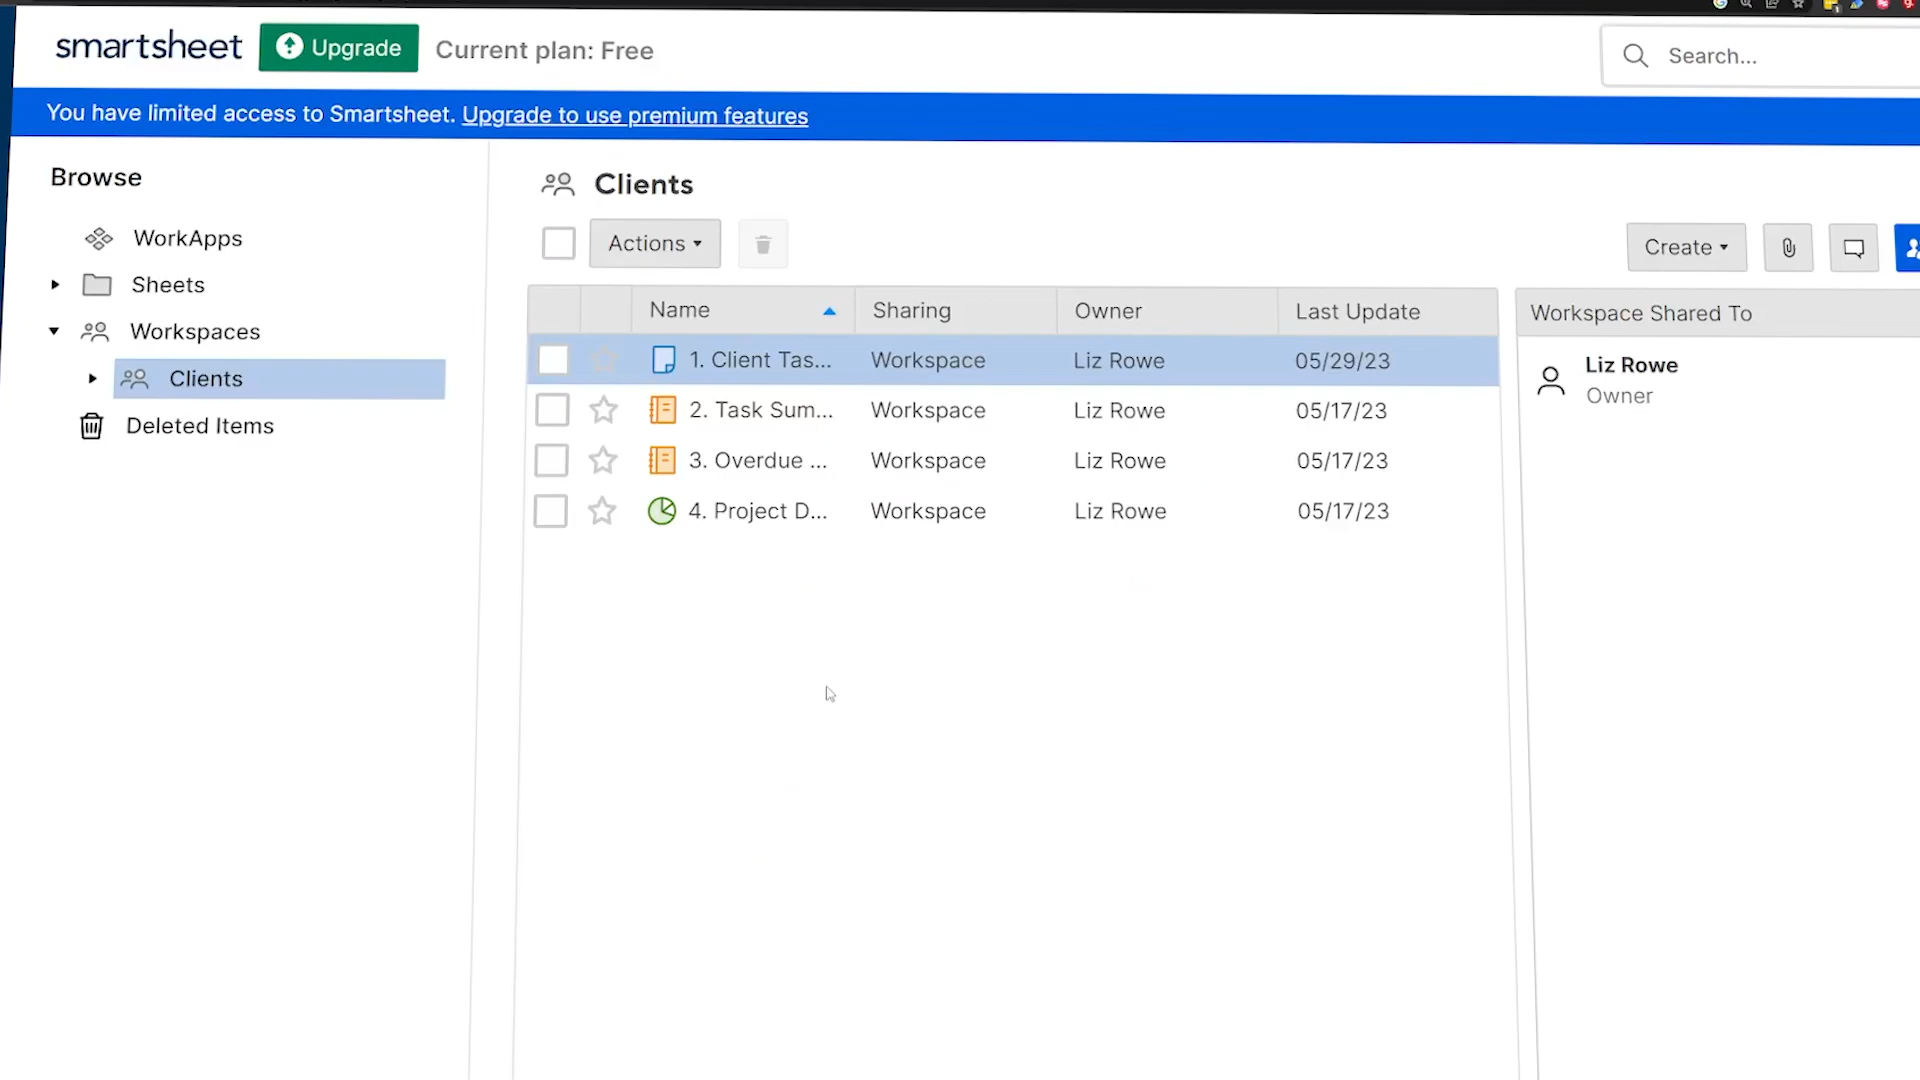 smartsheet Upgrade Current plan: Free Search...
You have limited access to Smartsheet. Upgrade to use premium features
Browse
WorkApps
Sheets
Workspaces
Clients
Deleted Items
Clients
Actions
Create
Name Sharing Owner Last Update
1. Client Tas... Workspace Liz Rowe 05/29/23
2. Task Sum... Workspace Liz Rowe 05/17/23
3. Overdue ... Workspace Liz Rowe 05/17/23
4. Project D... Workspace Liz Rowe 05/17/23
Workspace Shared To
Liz Rowe
Owner